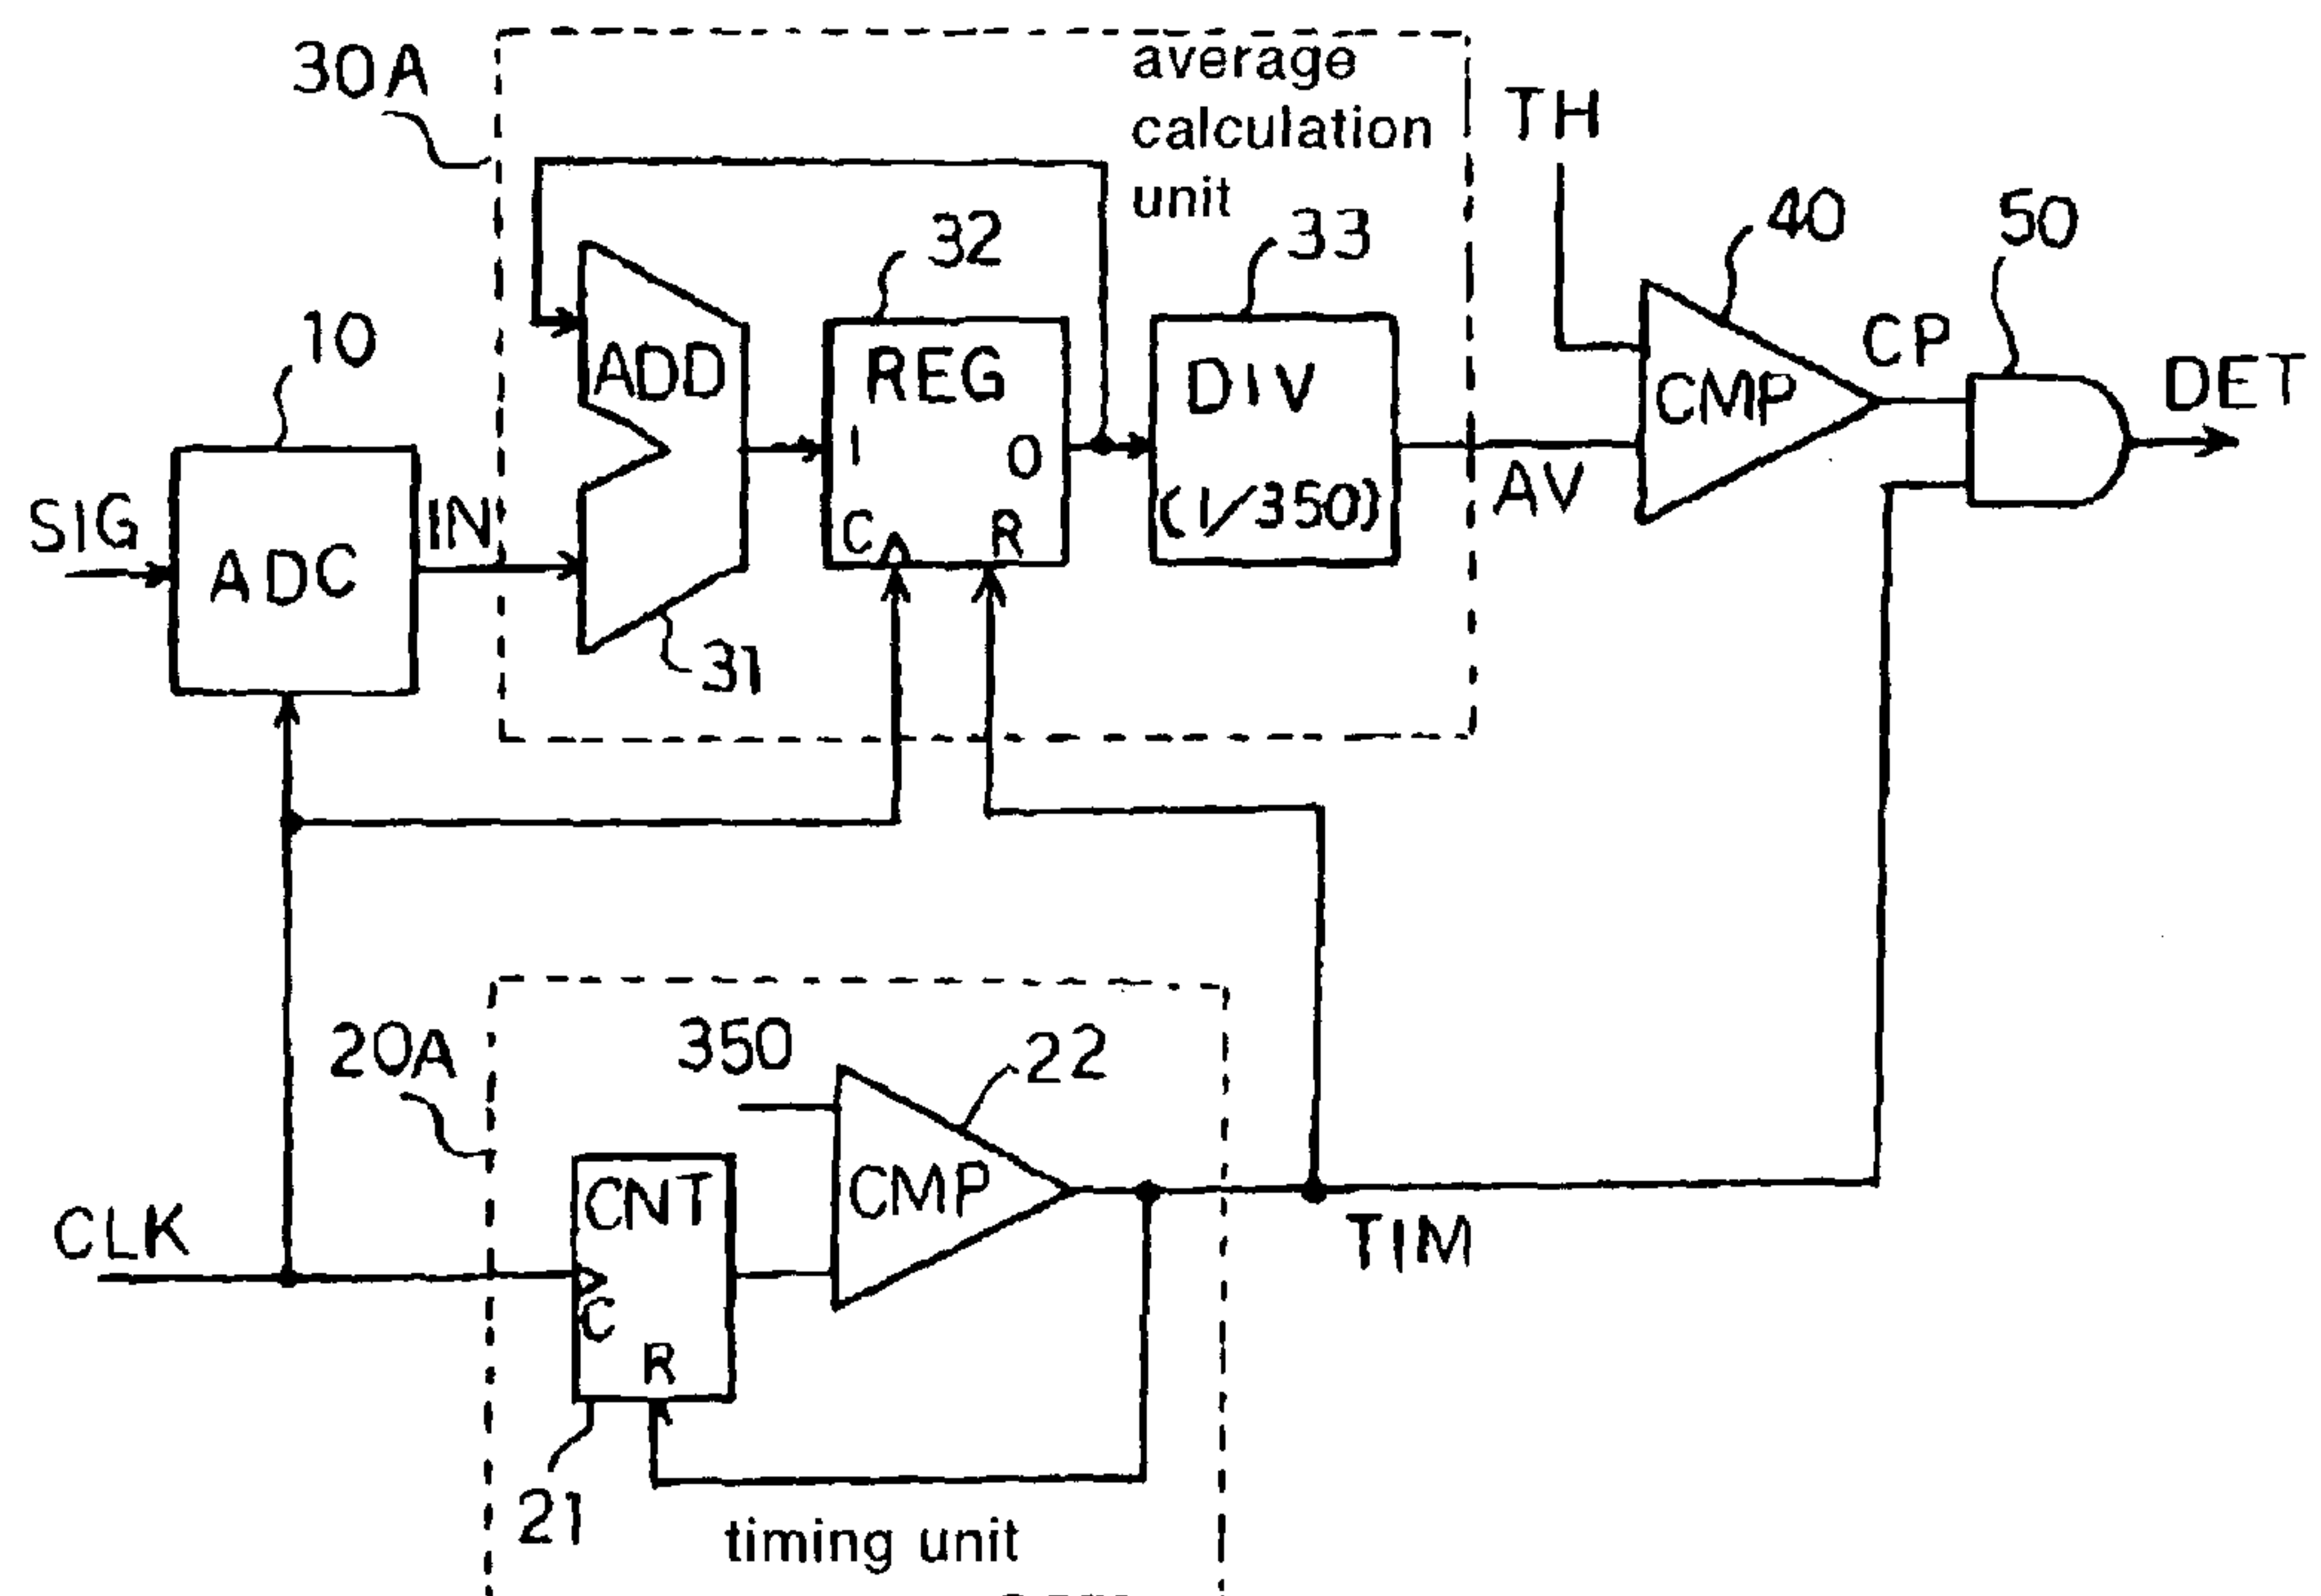 30A
average
calculation
unit
TH
40
50
32
33
10
ADD
REG
DIV
CP
DET
CMP
I
O
SIG
IN
ADC
C
R
(1/350)
AV
31
20A
350
22
CNT
CMP
CLK
C
R
TIM
21
timing unit